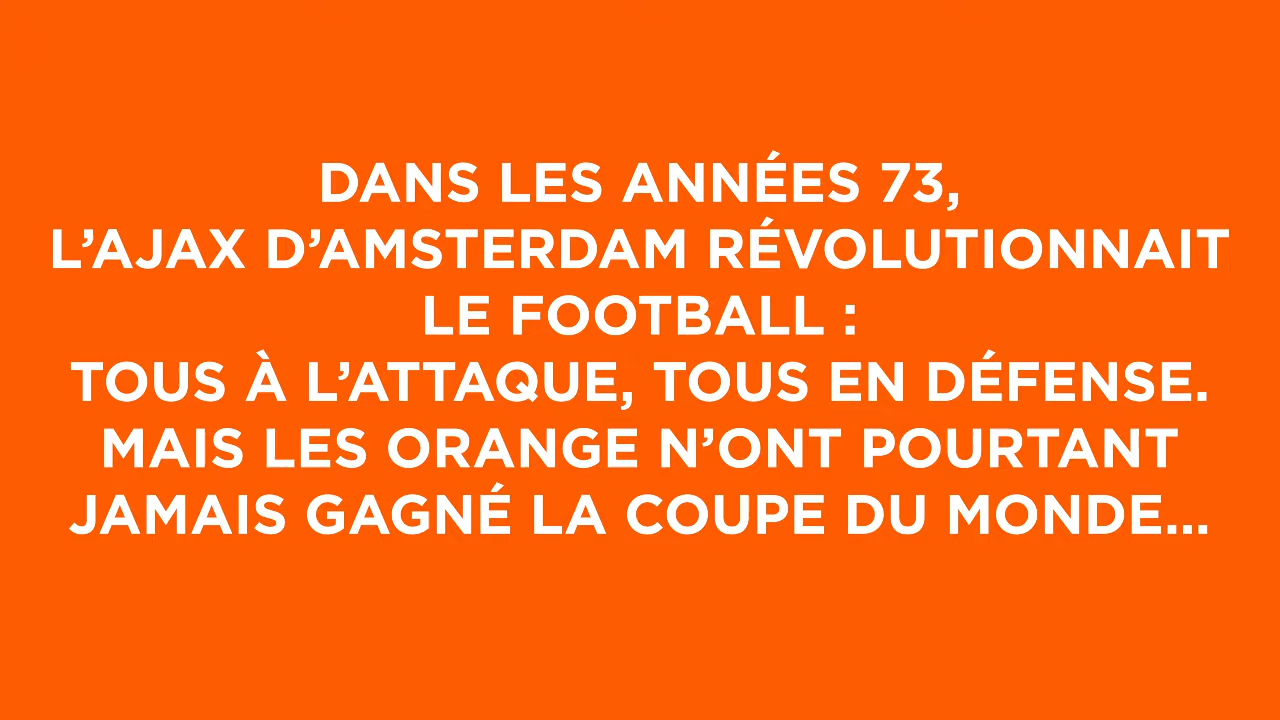 DANS LES ANNÉES 73,
L’AJAX D’AMSTERDAM RÉVOLUTIONNAIT
LE FOOTBALL :
TOUS À L’ATTAQUE, TOUS EN DÉFENSE.
MAIS LES ORANGE N’ONT POURTANT
JAMAIS GAGNÉ LA COUPE DU MONDE...